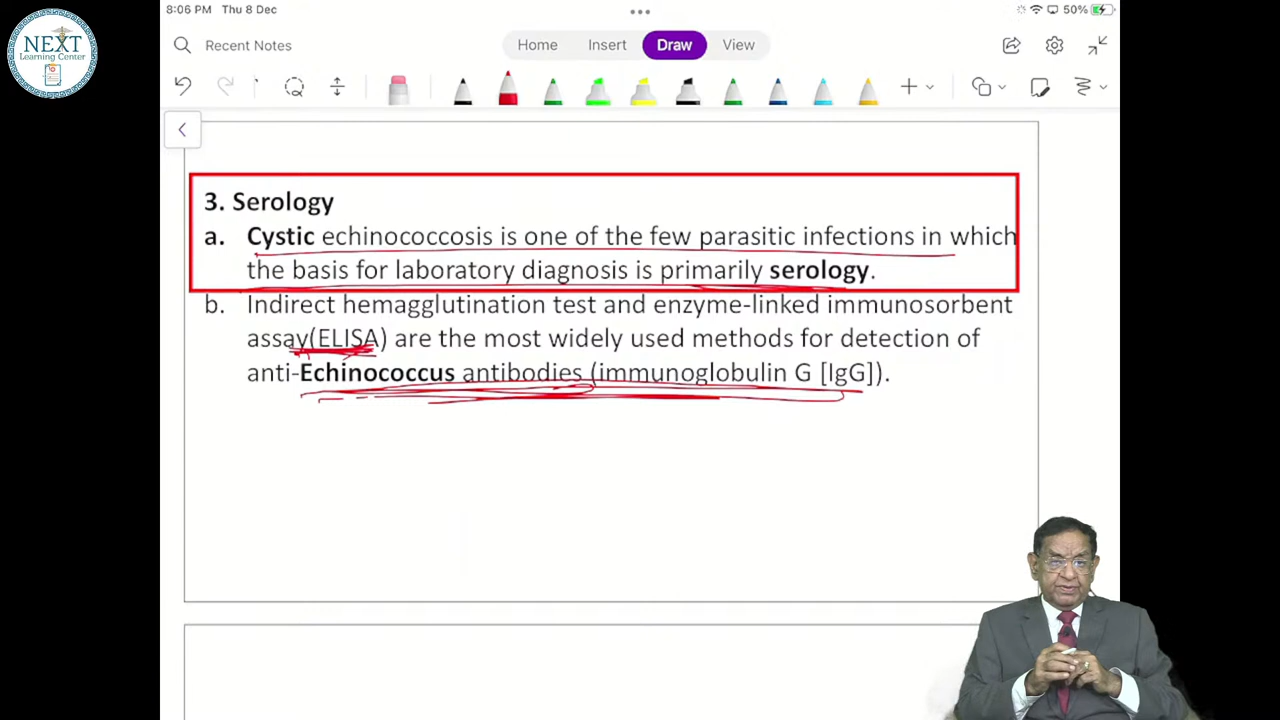 8:06 PM Thu 8 Dec
50%
NEXT
Learning Center
Recent Notes
Home Insert Draw View
3. Serology
a. Cystic echinococcosis is one of the few parasitic infections in which
the basis for laboratory diagnosis is primarily serology.
b. Indirect hemagglutination test and enzyme-linked immunosorbent
assay(ELISA) are the most widely used methods for detection of
anti-Echinococcus antibodies (immunoglobulin G [IgG]).